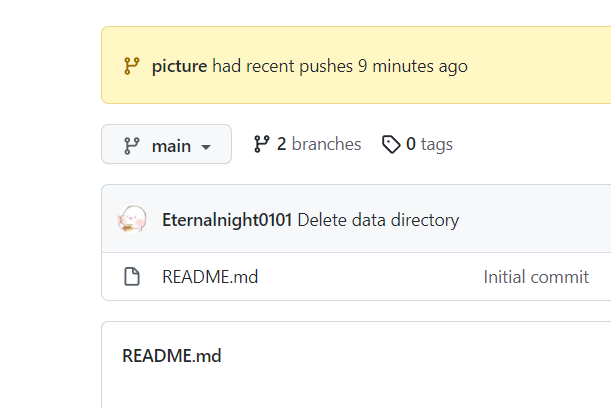 picture had recent pushes 9 minutes ago
main 2 branches 0 tags
Eternalnight0101 Delete data directory
README.md Initial commit
README.md